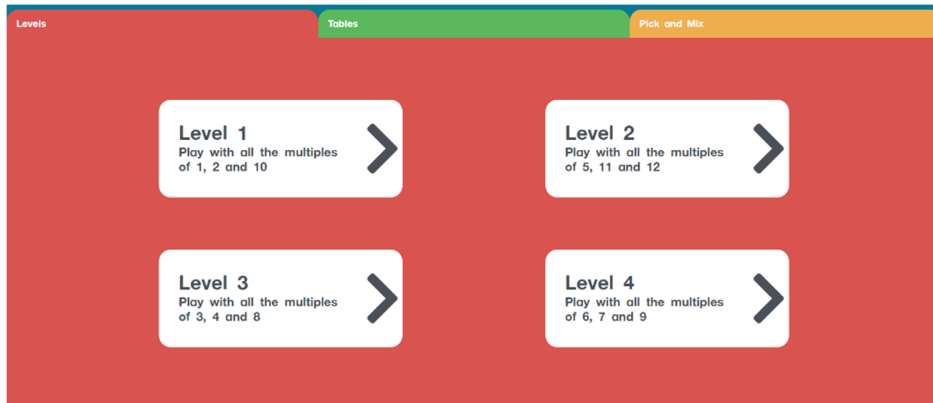 Levels
Tables
Pick and Mix
Level 1
Play with all the multiples
of 1, 2 and 10
Level 2
Play with all the multiples
of 5, 11 and 12
Level 3
Play with all the multiples
of 3, 4 and 8
Level 4
Play with all the multiples
of 6, 7 and 9